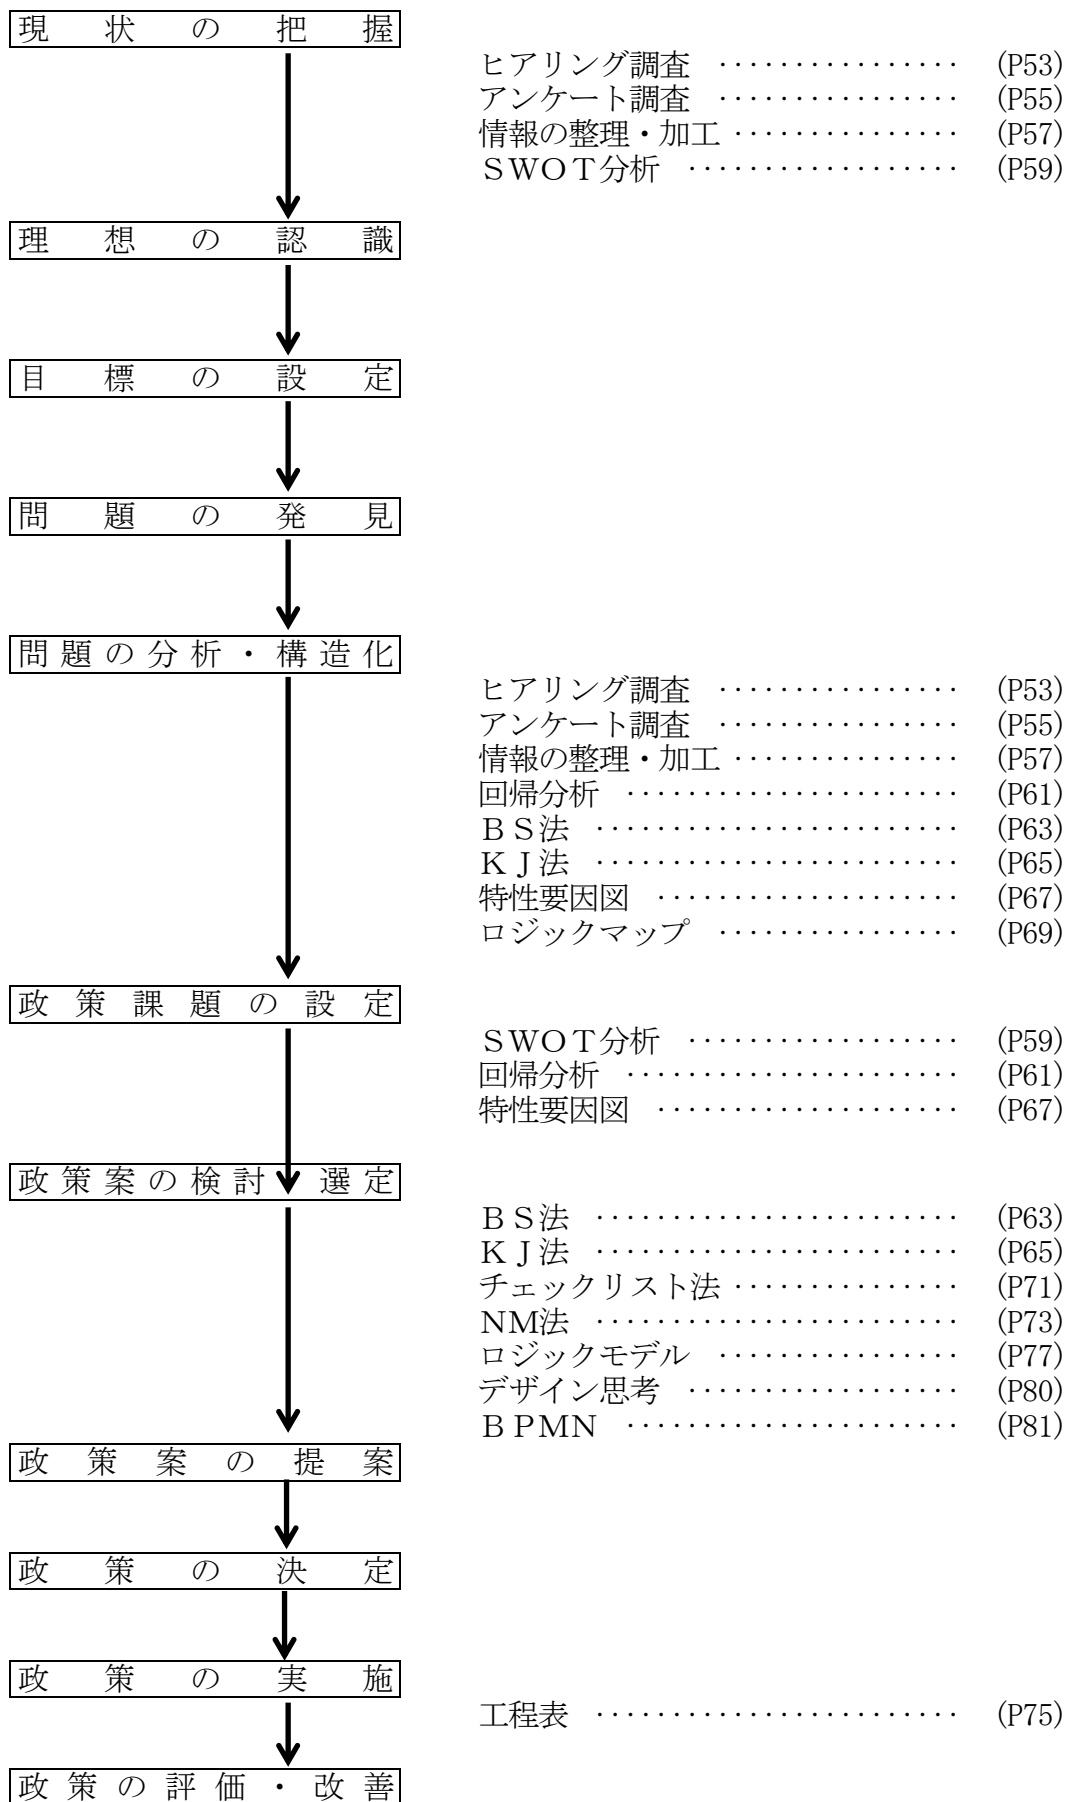 現状の把握
ヒアリング調査 ················ (P53)
アンケート調査 ················ (P55)
情報の整理・加工 ··············· (P57)
ＳＷＯＴ分析 ·················· (P59)
理想の認識
目標の設定
問題の発見
問題の分析・構造化
ヒアリング調査 ················ (P53)
アンケート調査 ················ (P55)
情報の整理・加工 ··············· (P57)
回帰分析 ······················ (P61)
ＢＳ法 ························ (P63)
ＫＪ法 ························ (P65)
特性要因図 ···················· (P67)
ロジックマップ ················ (P69)
政策課題の設定
ＳＷＯＴ分析 ·················· (P59)
回帰分析 ······················ (P61)
特性要因図 ···················· (P67)
政策案の検討 選定
ＢＳ法 ························ (P63)
ＫＪ法 ························ (P65)
チェックリスト法 ··············· (P71)
ＮＭ法 ························ (P73)
ロジックモデル ················ (P77)
デザイン思考 ·················· (P80)
ＢＰＭＮ ······················ (P81)
政策案の提案
政策の決定
政策の実施
工程表 ························ (P75)
政策の評価・改善